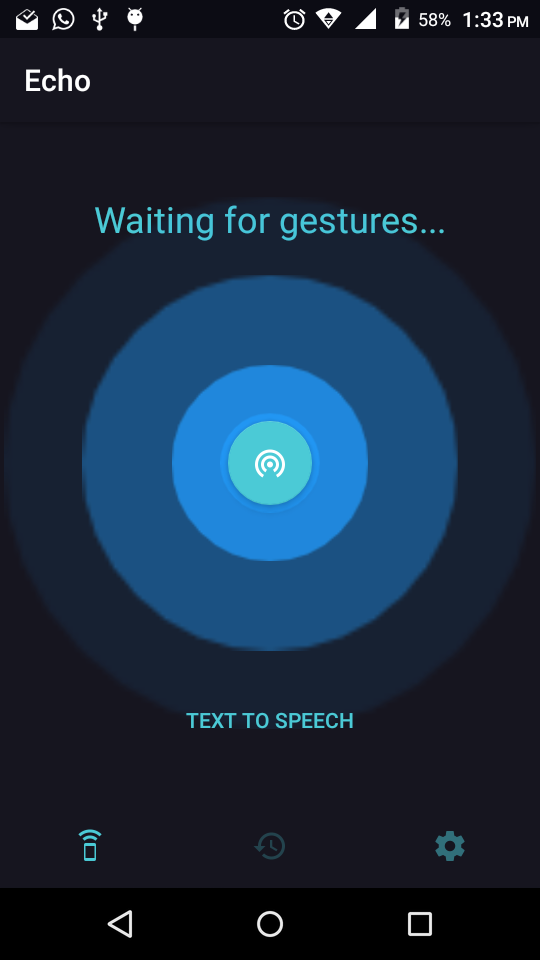 58% 1:33 PM
Echo
Waiting for gestures...
TEXT TO SPEECH